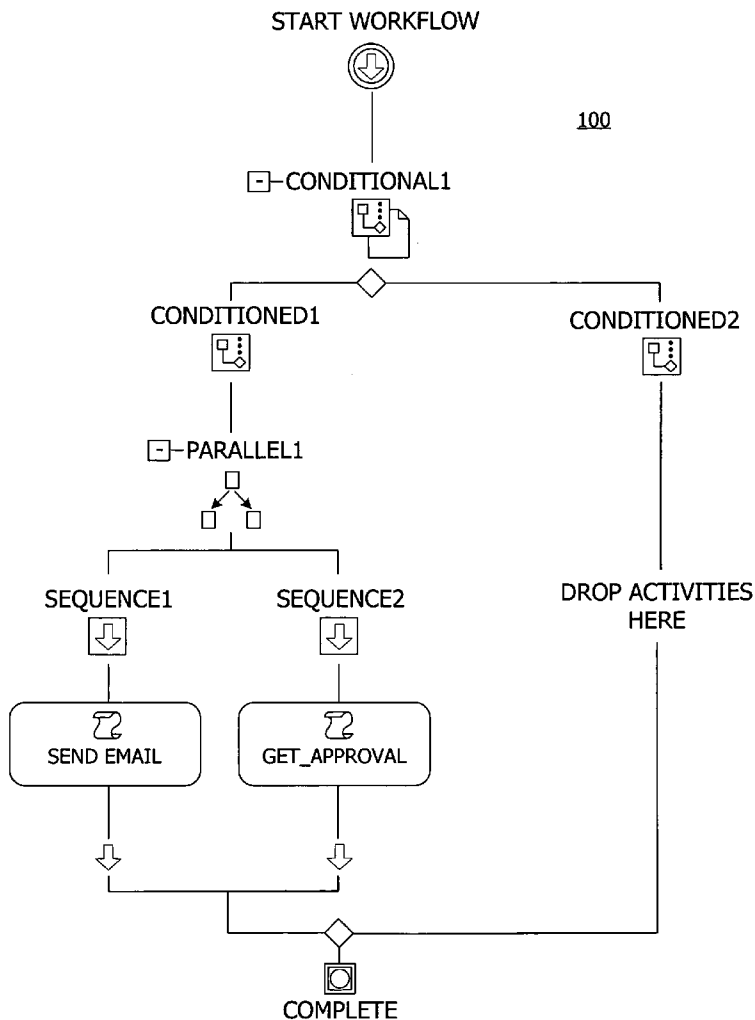 START WORKFLOW
100
CONDITIONAL1
CONDITIONED1
CONDITIONED2
PARALLEL1
SEQUENCE1
SEQUENCE2
DROP ACTIVITIES
HERE
SEND EMAIL
GET_APPROVAL
COMPLETE